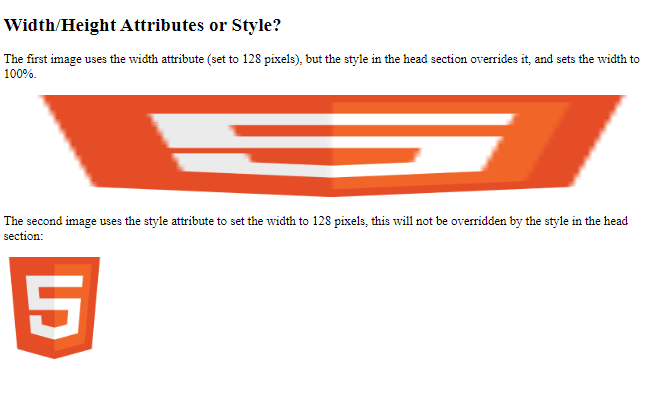 Width/Height Attributes or Style?
The first image uses the width attribute (set to 128 pixels), but the style in the head section overrides it, and sets the width to
100%.
The second image uses the style attribute to set the width to 128 pixels, this will not be overridden by the style in the head
section:
5